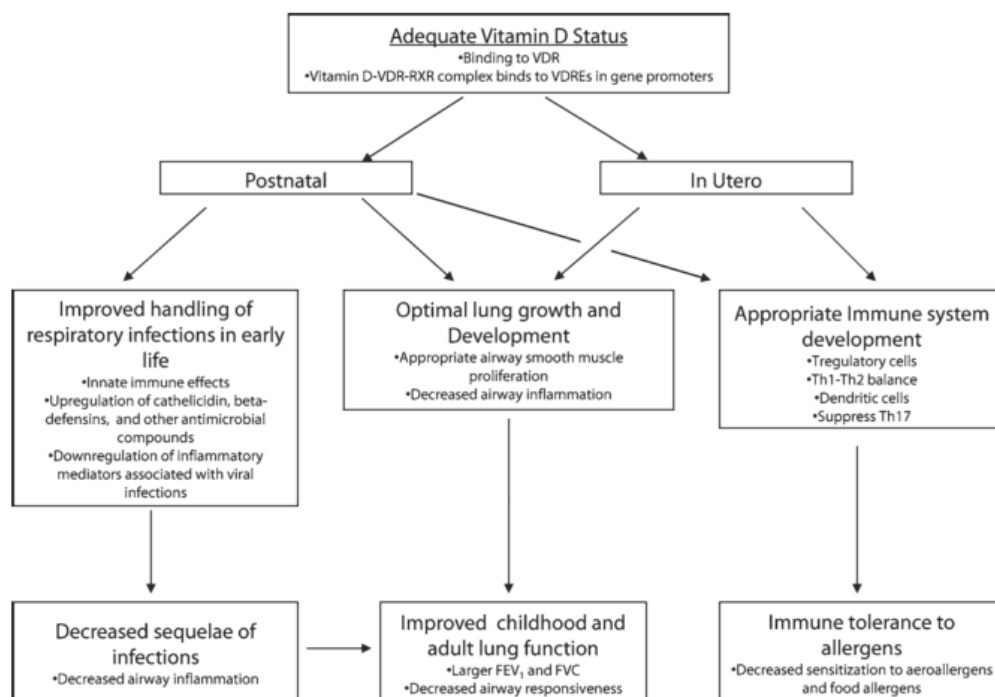 Adequate Vitamin D Status
•Binding to VDR
•Vitamin D-VDR-RXR complex binds to VDREs in gene promoters
Postnatal
In Utero
Improved handling of
respiratory infections in early
life
•Innate immune effects
•Upregulation of cathelicidin, beta-
defensins, and other antimicrobial
compounds
•Downregulation of inflammatory
mediators associated with viral
infections
Optimal lung growth and
Development
•Appropriate airway smooth muscle
proliferation
•Decreased airway inflammation
Appropriate Immune system
development
•Tregulatory cells
•Th1-Th2 balance
•Dendritic cells
•Suppress Th17
Decreased sequelae of
infections
•Decreased airway inflammation
Improved childhood and
adult lung function
•Larger FEV₁ and FVC
•Decreased airway responsiveness
Immune tolerance to
allergens
•Decreased sensitization to aeroallergens
and food allergens